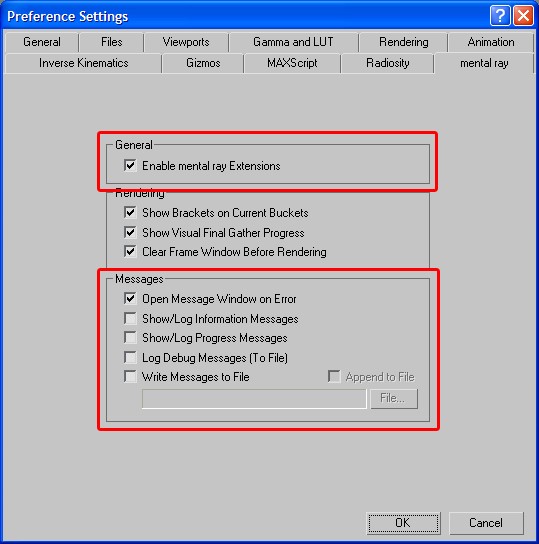 Preference Settings
General Files Viewports Gamma and LUT Rendering Animation
Inverse Kinematics Gizmos MAXScript Radiosity mental ray
General
Enable mental ray Extensions
Rendering
Show Brackets on Current Buckets
Show Visual Final Gather Progress
Clear Frame Window Before Rendering
Messages
Open Message Window on Error
Show/Log Information Messages
Show/Log Progress Messages
Log Debug Messages (To File)
Write Messages to File Append to File
File...
OK Cancel